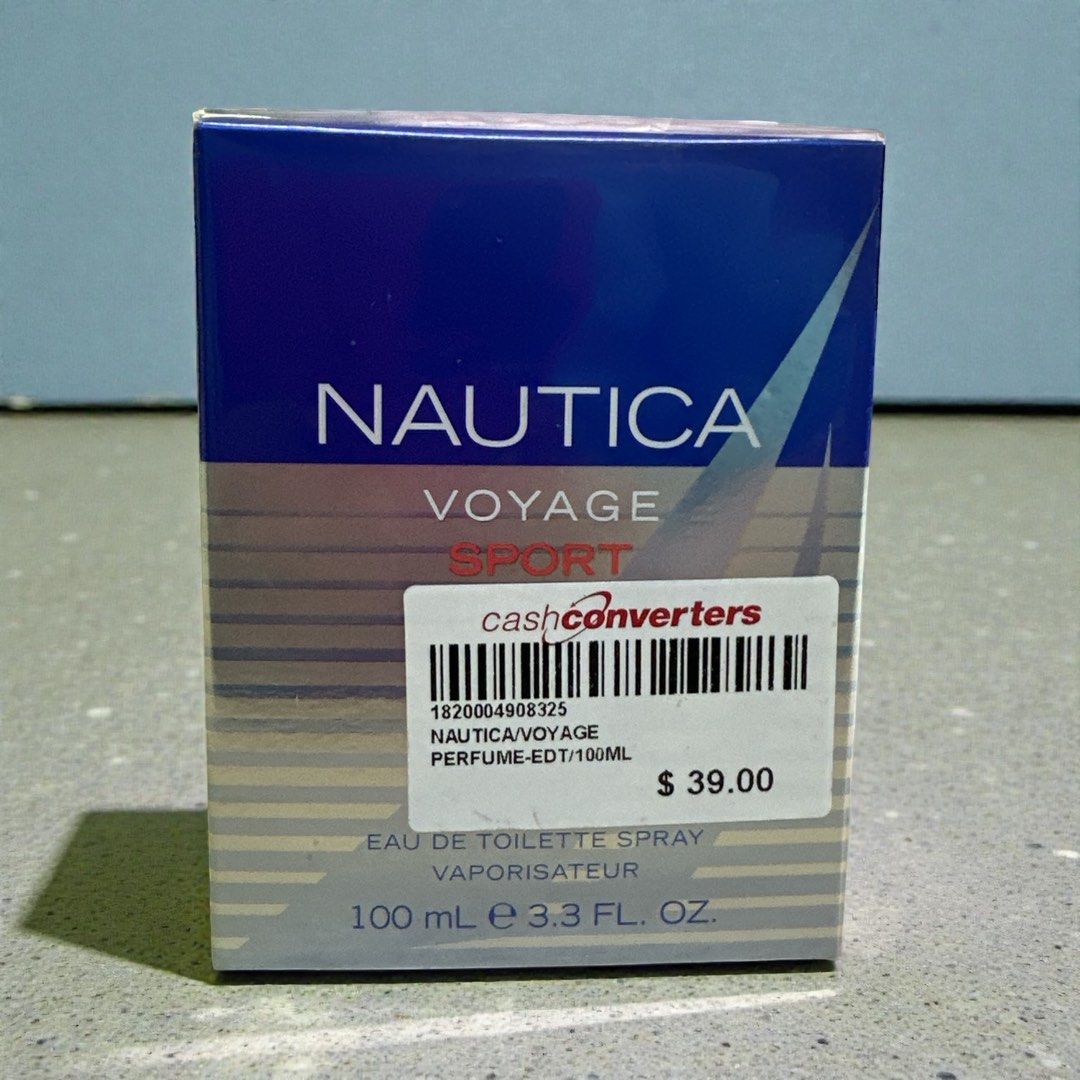 NAUTICA
VOYAGE
SPORT
cashconverters
1820004908325
NAUTICA/VOYAGE
PERFUME-EDT/100ML
$ 39.00
EAU DE TOILETTE SPRAY
VAPORISATEUR
100 mL ℮ 3.3 FL. OZ.